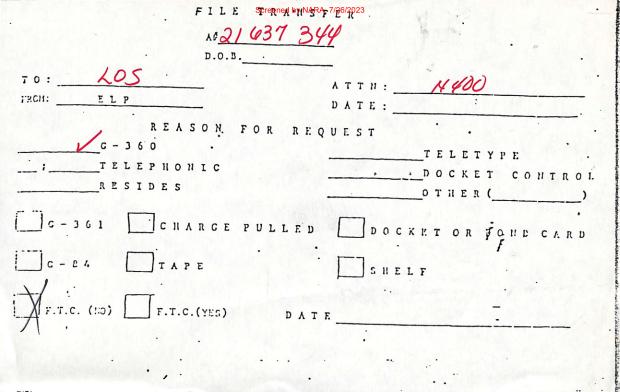 FILE TRANSFER
Screened by NARA, 7/26/2023
A# 21 637 344
D.O.B.
TO: LOS ATTN: N400
FROM: ELP DATE:
REASON FOR REQUEST
✓ G-360 TELETYPE
TELEPHONIC DOCKET CONTROL
RESIDES OTHER( )
G-361 CHARGE PULLED DOCKET OR BOND CARD
G-84 TAPE SHELF
X F.T.C. (NO) F.T.C.(YES) DATE